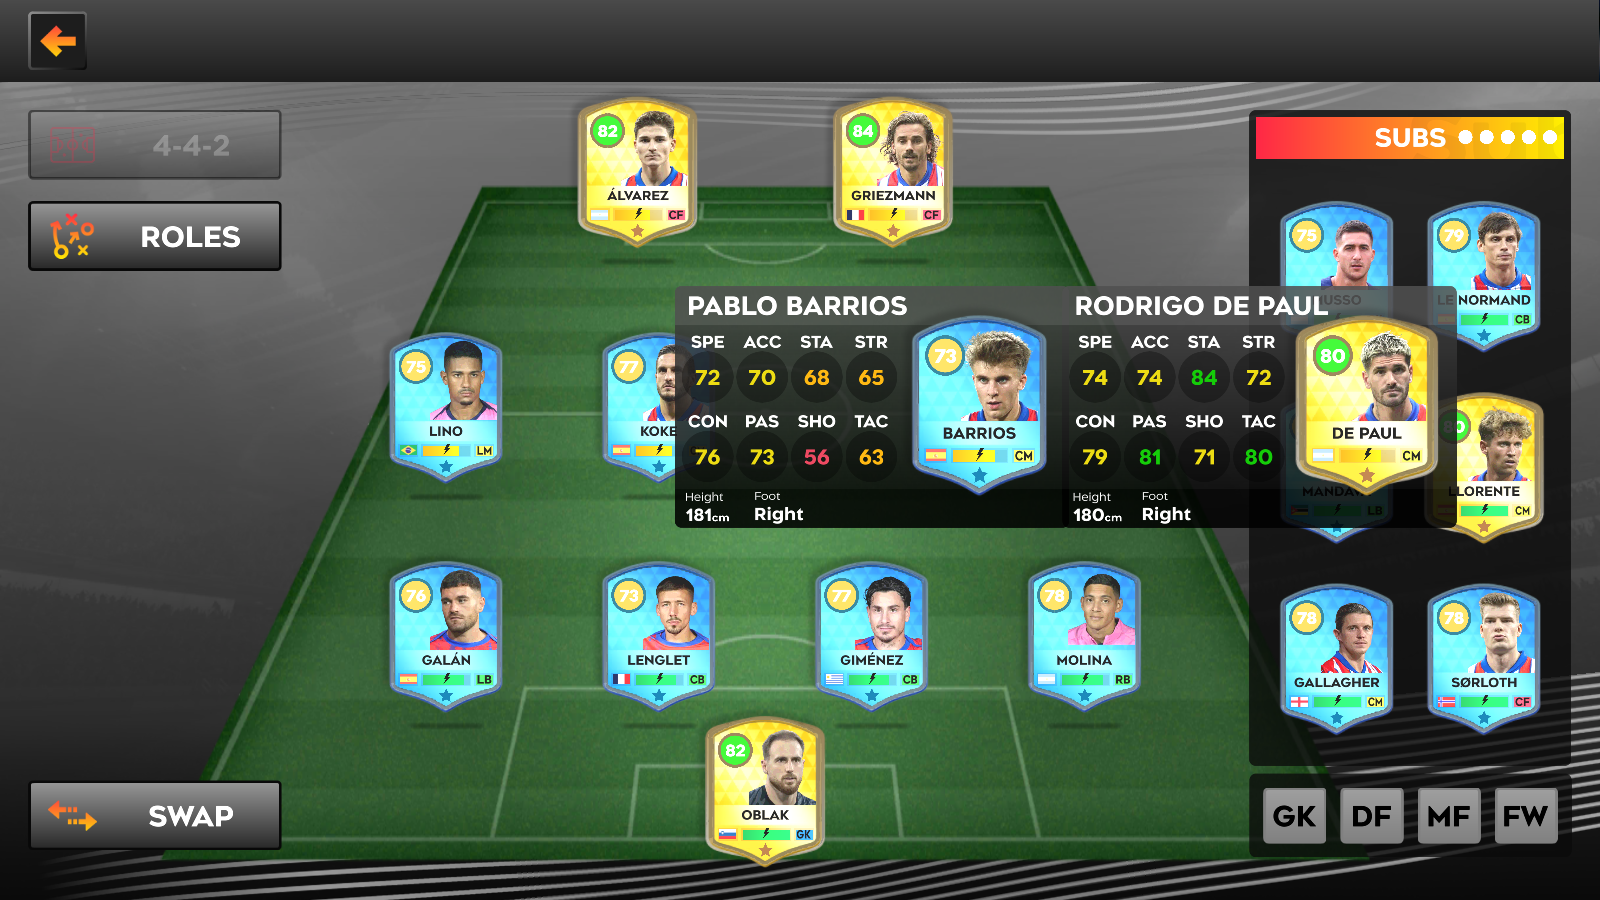 4-4-2
ROLES
SWAP
82
ÁLVAREZ
CF
84
GRIEZMANN
CF
SUBS
75
79
LE NORMAND
CB
PABLO BARRIOS
SPE ACC STA STR
72 70 68 65
CON PAS SHO TAC
76 73 56 63
Height Foot
181cm Right
73
BARRIOS
CM
RODRIGO DE PAUL
SPE ACC STA STR
74 74 84 72
CON PAS SHO TAC
79 81 71 80
Height Foot
180cm Right
80
DE PAUL
CM
75
LINO
LM
77
KOKE
LB
80
LLORENTE
CM
76
GALÁN
LB
73
LENGLET
CB
77
GIMÉNEZ
CB
78
MOLINA
RB
78
GALLAGHER
CM
78
SØRLOTH
CF
82
OBLAK
GK
GK DF MF FW